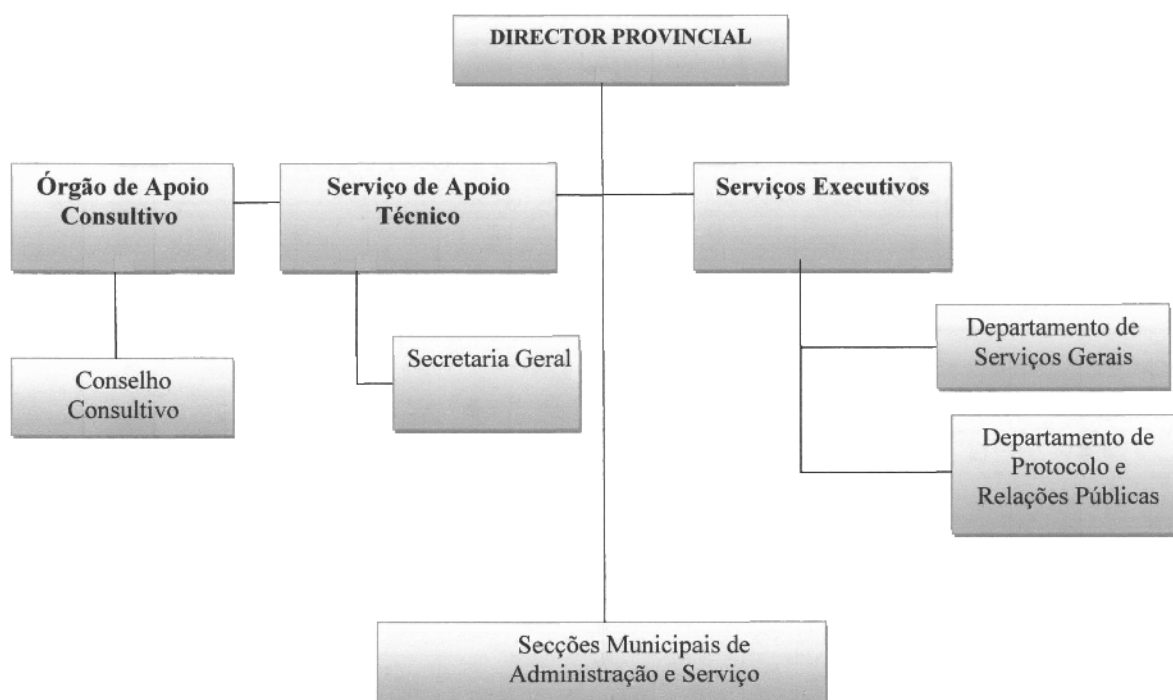 DIRECTOR PROVINCIAL
Órgão de Apoio
Consultivo
Serviço de Apoio
Técnico
Serviços Executivos
Conselho
Consultivo
Secretaria Geral
Departamento de
Serviços Gerais
Departamento de
Protocolo e
Relações Públicas
Secções Municipais de
Administração e Serviço